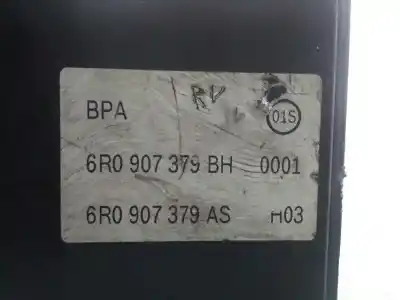 BPA RV 01S
6R0 907 379 BH 0001
6R0 907 379 AS H03